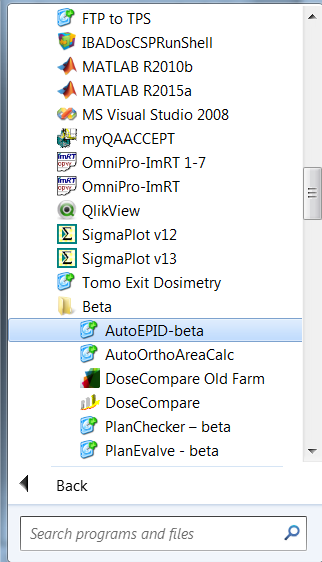 FTP to TPS
IBADosCSPRunShell
MATLAB R2010b
MATLAB R2015a
MS Visual Studio 2008
myQAACCEPT
OmniPro-ImRT 1-7
OmniPro-ImRT
QlikView
SigmaPlot v12
SigmaPlot v13
Tomo Exit Dosimetry
Beta
AutoEPID-beta
AutoOrthoAreaCalc
DoseCompare Old Farm
DoseCompare
PlanChecker – beta
PlanEvalve - beta
Back
Search programs and files